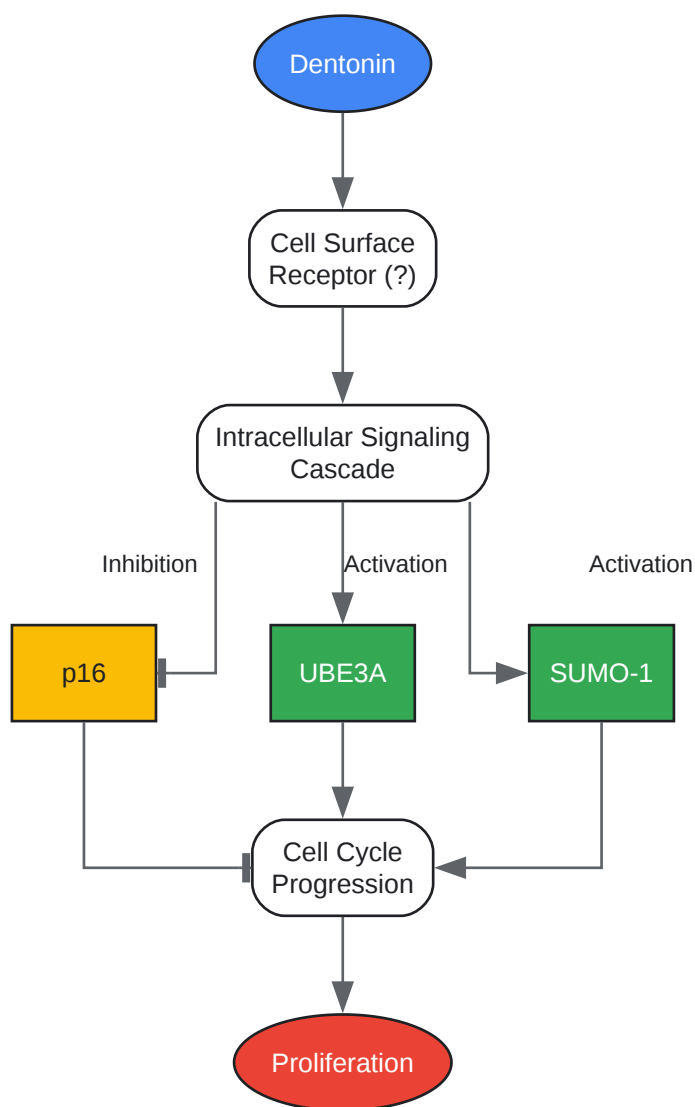 Dentonin
Cell Surface
Receptor (?)
Intracellular Signaling
Cascade
Inhibition
Activation
Activation
p16
UBE3A
SUMO-1
Cell Cycle
Progression
Proliferation